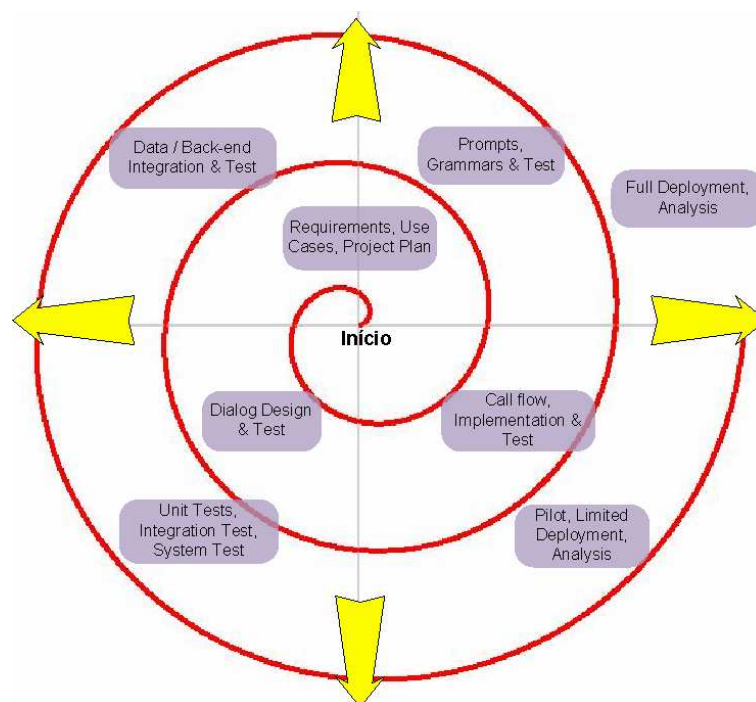 Data / Back-end
Integration & Test
Prompts,
Grammars & Test
Full Deployment,
Analysis
Requirements, Use
Cases, Project Plan
Início
Dialog Design
& Test
Call flow,
Implementation &
Test
Unit Tests,
Integration Test,
System Test
Pilot, Limited
Deployment,
Analysis